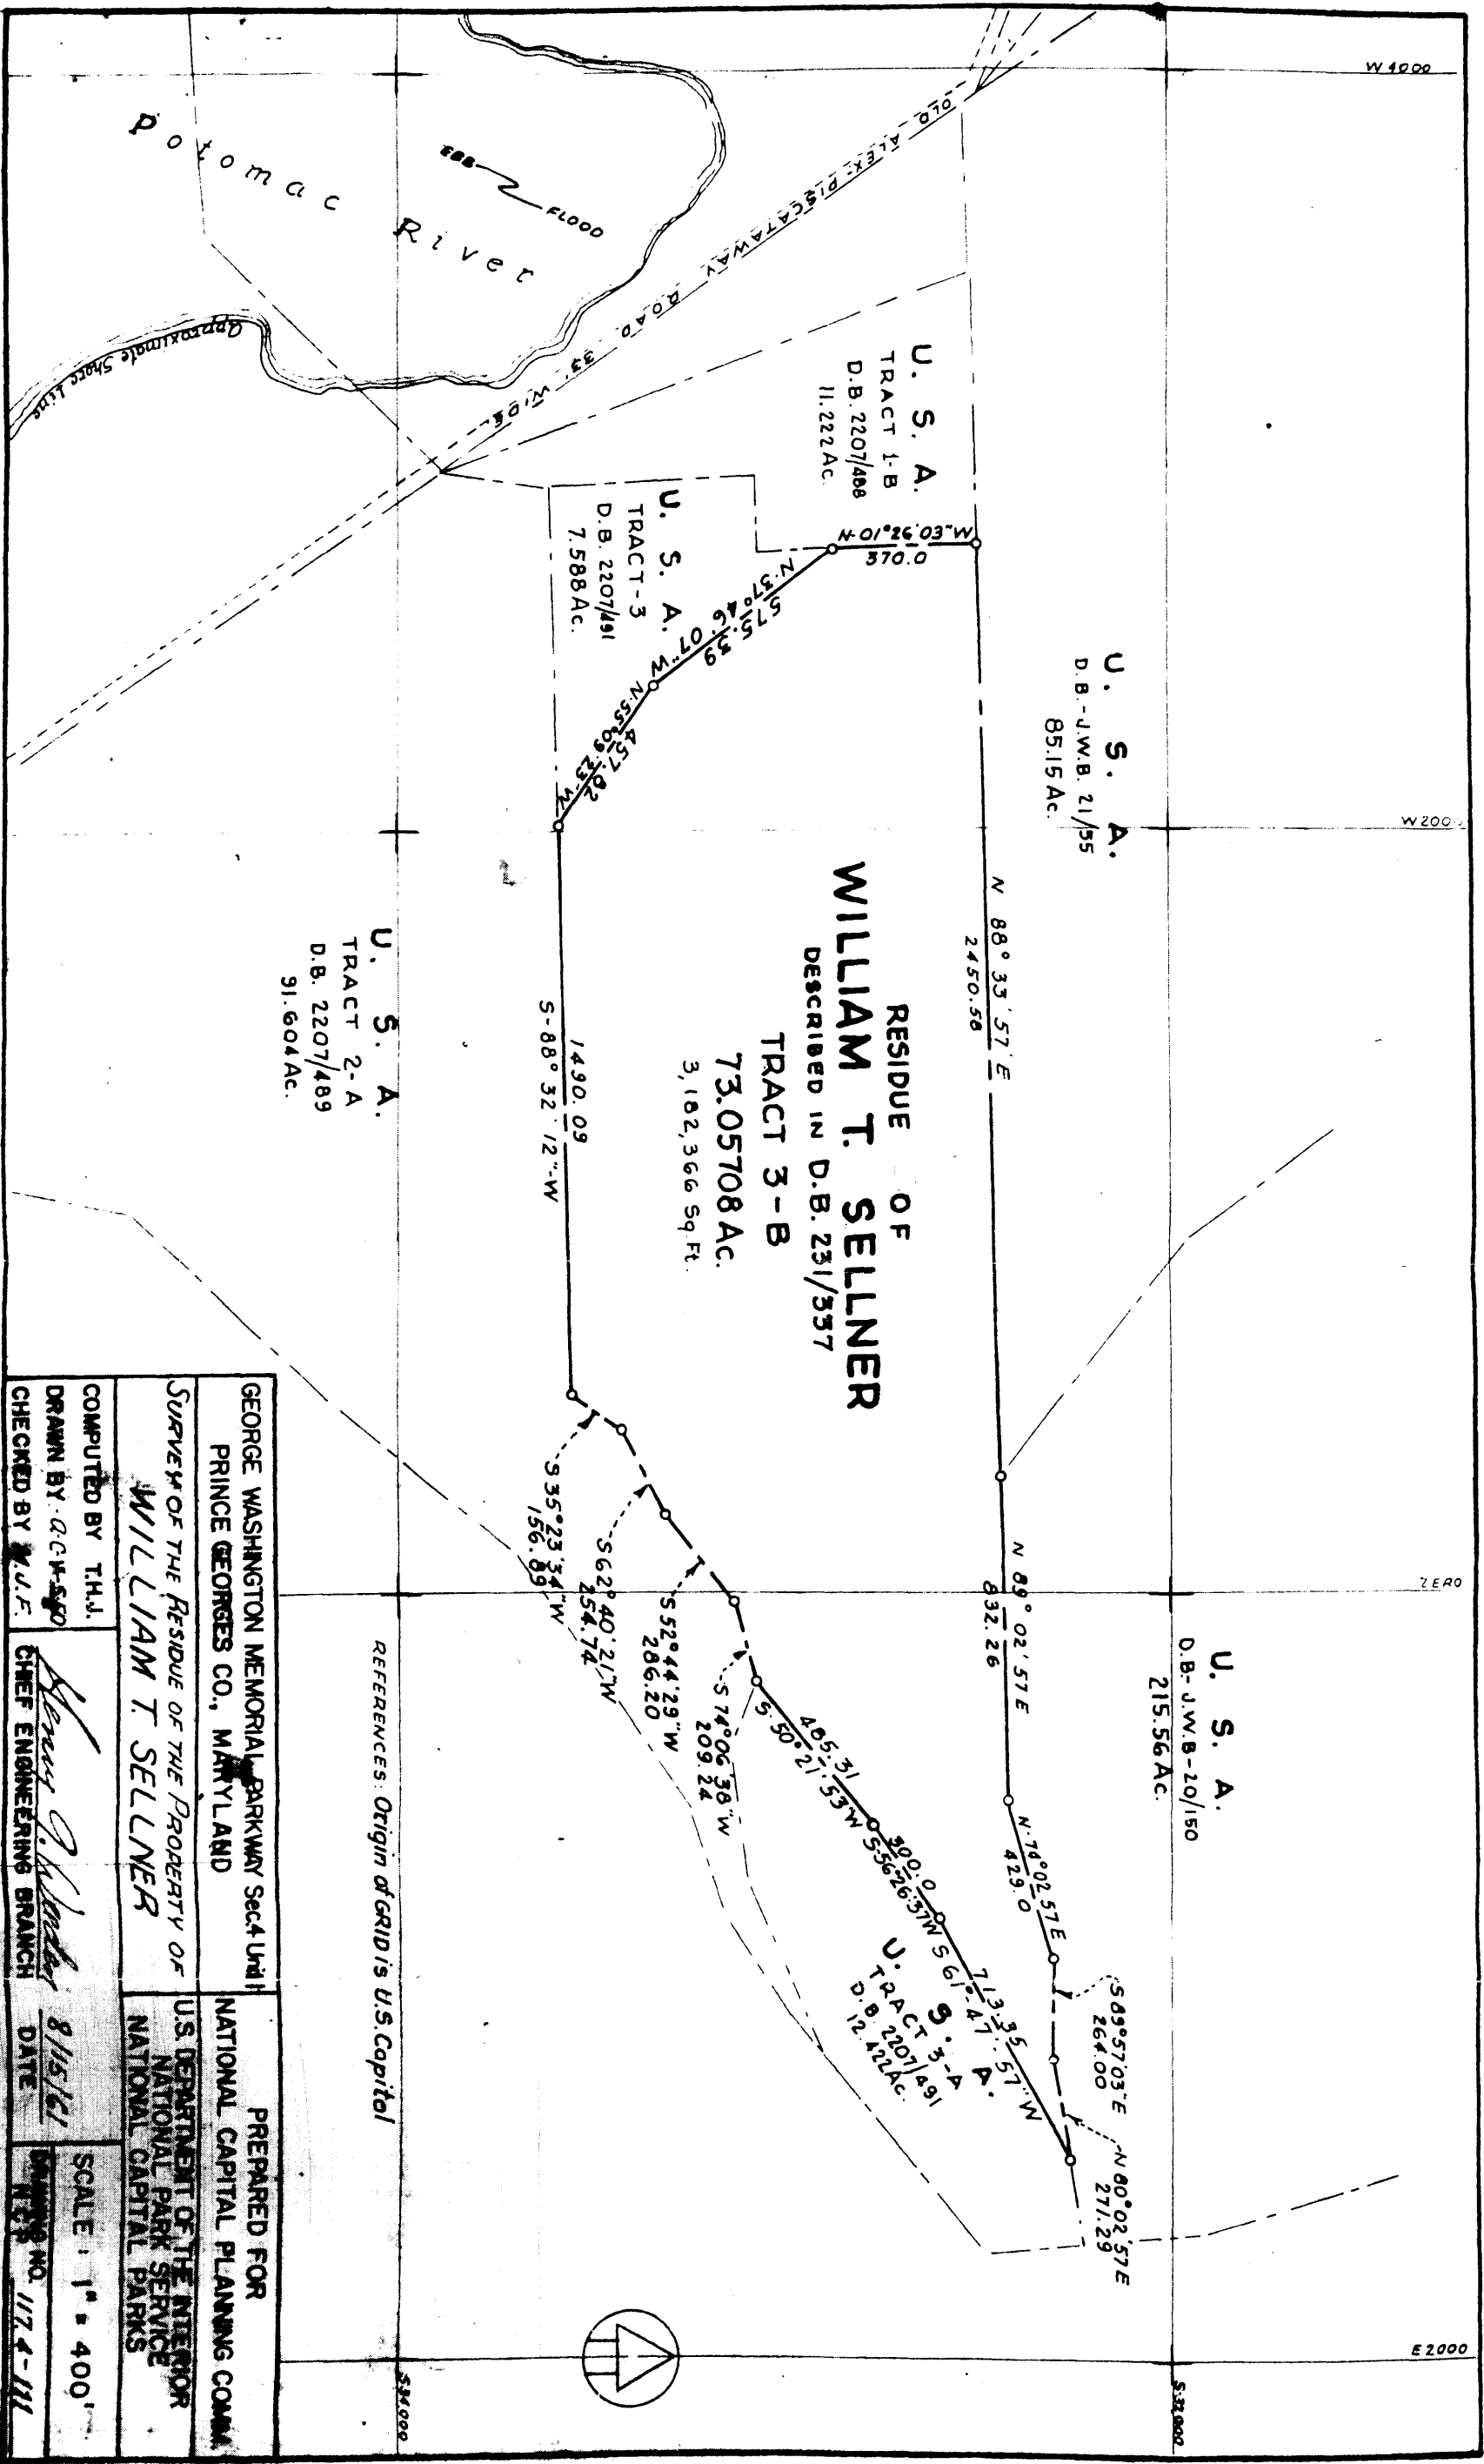 W 4000
W 200
ZERO
E 2000
S 32,000
S 34,000
Potomac River
EBB
FLOOD
Approximate Shore Line
OLD ALEX-PISCATAWAY ROAD 33' WIDE
U. S. A.
TRACT 1-B
D.B. 2207/488
11.222 Ac.
U. S. A.
TRACT-3
D.B. 2207/491
7.588 Ac.
U. S. A.
D.B.-J.W.B. 21/55
85.15 Ac.
U. S. A.
D.B.-J.W.B-20/150
215.56 Ac.
U. S. A.
TRACT 2-A
D.B. 2207/489
91.604 Ac.
U. S. A.
TRACT 3-A
D.B. 2207/491
12.422 Ac.
RESIDUE OF
WILLIAM T. SELLNER
DESCRIBED IN D.B. 231/337
TRACT 3-B
73.05708 Ac.
3,182,366 Sq.Ft.
N-01°26'03"W
370.0
N 88° 33' 57" E
2450.58
N 89° 02' 57 E
832.26
N-74°02'57 E
429.0
S 89°57'03"E
264.00
N 80°02'57 E
271.29
713.35
S 61°-47'-57"W
300.0
S-56°26'37"W
485.31
S-50°21'53"W
S 74°06'38"W
209.24
S 52°44'29"W
286.20
S 62°40'21"W
254.74
S 35°23'34"W
156.89
1490.09
S-88° 32' 12"-W
457.82
N-55°09'23"W
575.39
N-37°46'07"W
REFERENCES: Origin of GRID is U.S. Capitol
GEORGE WASHINGTON MEMORIAL PARKWAY Sec.4 Unit 1
PRINCE GEORGES CO., MARYLAND
SURVEY OF THE RESIDUE OF THE PROPERTY OF
WILLIAM T. SELLNER
COMPUTED BY T.H.J.
DRAWN BY
CHECKED BY W.J.F.
CHIEF ENGINEERING BRANCH
8/15/61
DATE
PREPARED FOR
NATIONAL CAPITAL PLANNING COMM.
U.S. DEPARTMENT OF THE INTERIOR
NATIONAL PARK SERVICE
NATIONAL CAPITAL PARKS
SCALE: 1" = 400'
DRAWING NO.
N.C.P. 117.4-111